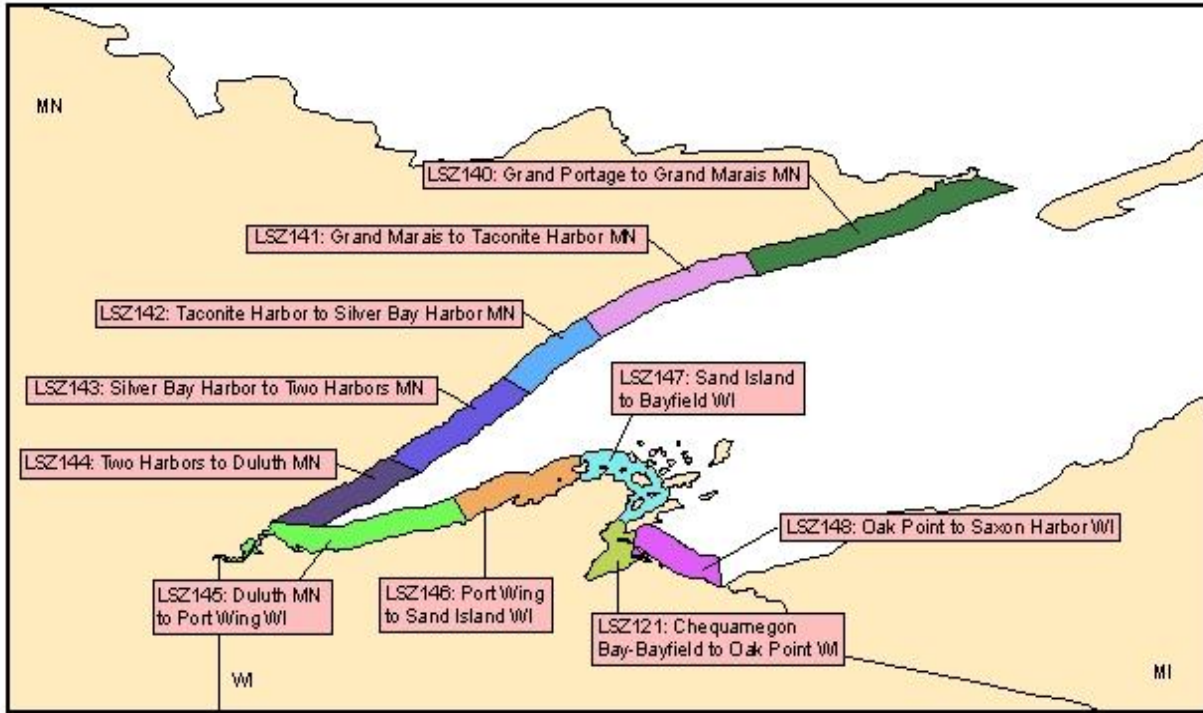 MN
LSZ140: Grand Portage to Grand Marais MN
LSZ141: Grand Marais to Taconite Harbor MN
LSZ142: Taconite Harbor to Silver Bay Harbor MN
LSZ147: Sand Island
to Bayfield WI
LSZ143: Silver Bay Harbor to Two Harbors MN
LSZ144: Two Harbors to Duluth MN
LSZ148: Oak Point to Saxon Harbor WI
LSZ145: Duluth MN
to Port Wing WI
LSZ146: Port Wing
to Sand Island WI
LSZ121: Chequamegon
Bay-Bayfield to Oak Point WI
WI
MI